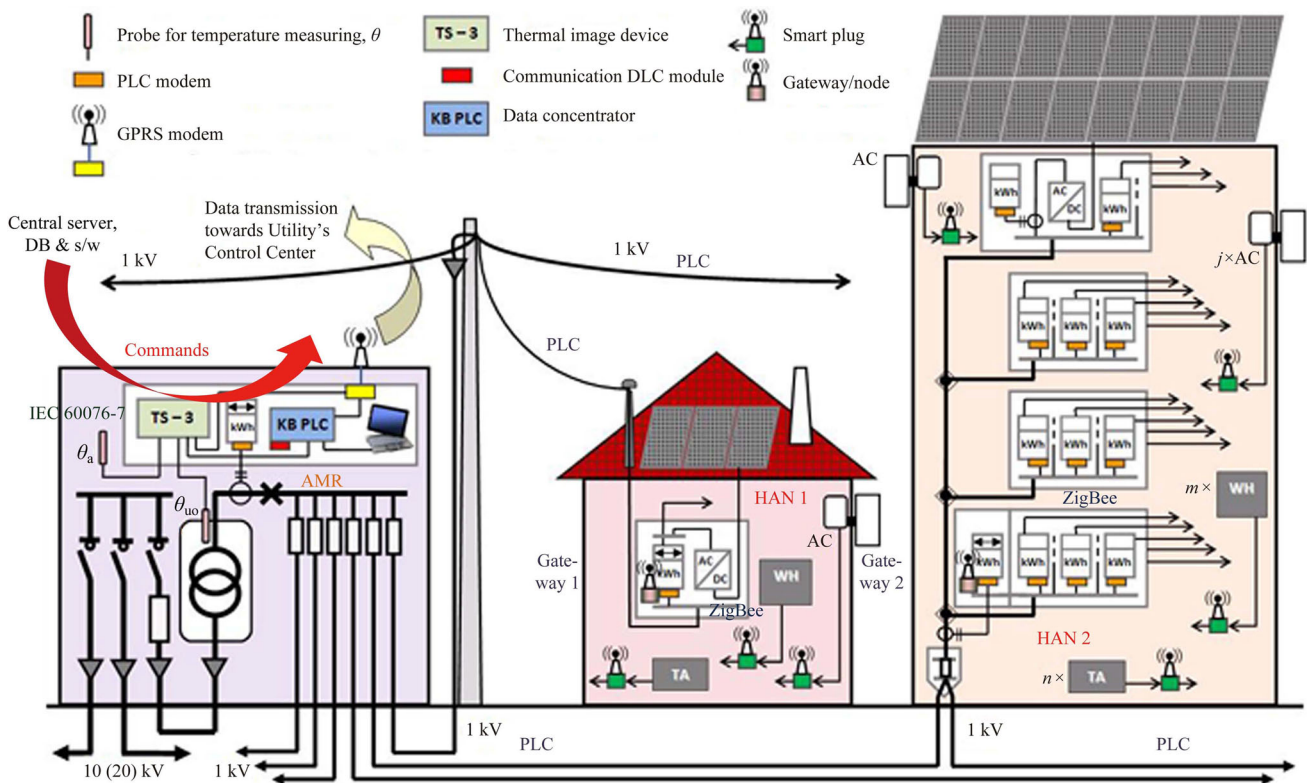 Probe for temperature measuring, θ
PLC modem
GPRS modem
TS – 3
Thermal image device
Communication DLC module
KB PLC
Data concentrator
Smart plug
Gateway/node
Central server,
DB & s/w
Data transmission
towards Utility's
Control Center
1 kV
1 kV
PLC
PLC
Commands
IEC 60076-7
TS – 3
kWh
KB PLC
θa
θuo
AMR
10 (20) kV
1 kV
HAN 1
Gate-
way 1
kWh
AC
DC
ZigBee
WH
TA
AC
Gate-
way 2
1 kV
PLC
AC
kWh
AC
DC
kWh
j×AC
kWh
kWh
kWh
kWh
kWh
kWh
ZigBee
m ×
WH
kWh
kWh
kWh
kWh
HAN 2
n ×
TA
1 kV
PLC